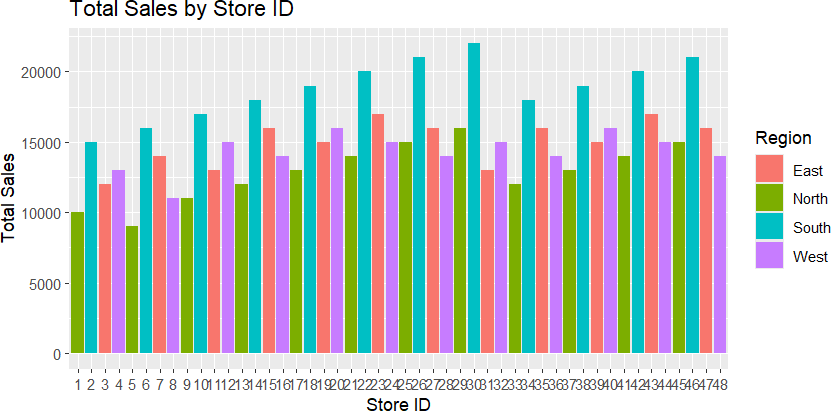 Total Sales by Store ID
Total Sales
20000
15000
10000
5000
0
1 2 3 4 5 6 7 8 9 10 11 12 13 14 15 16 17 18 19 20 21 22 23 24 25 26 27 28 29 30 31 32 33 34 35 36 37 38 39 40 41 42 43 44 45 46 47 48
Store ID
Region
East
North
South
West